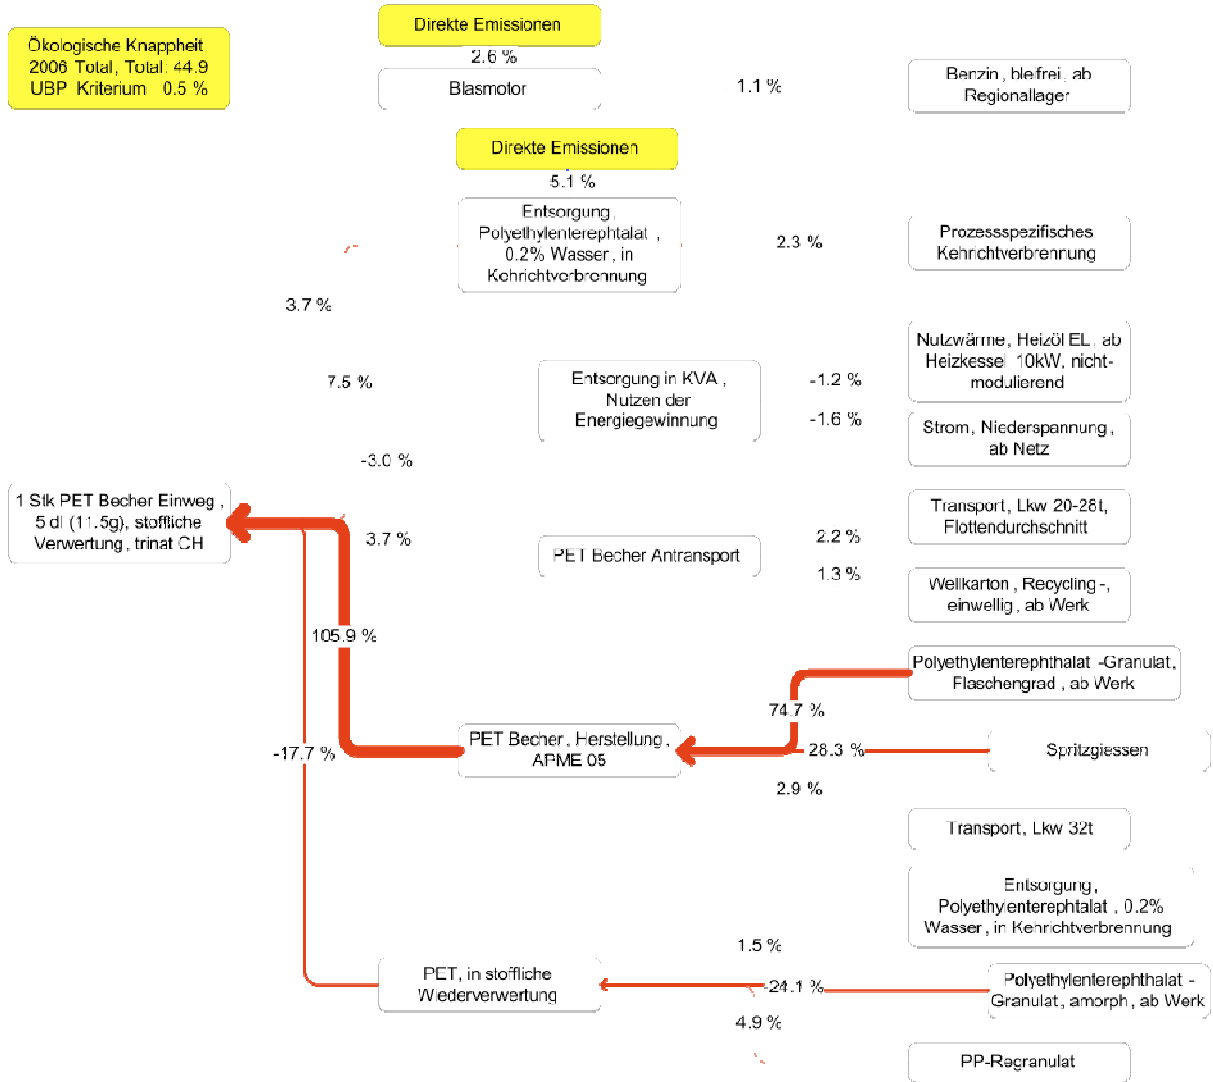 Direkte Emissionen
Ökologische Knappheit
2006 Total, Total: 44.9
UBP Kriterium 0.5 %
2.6 %
Blasmotor
1.1 %
Benzin, bleifrei, ab
Regionallager
Direkte Emissionen
5.1 %
Entsorgung,
Polyethylenterephtalat,
0.2% Wasser, in
Kehrichtverbrennung
2.3 %
Prozessspezifisches
Kehrichtverbrennung
3.7 %
7.5 %
Entsorgung in KVA,
Nutzen der
Energiegewinnung
-1.2 %
-1.6 %
Nutzwärme, Heizöl EL, ab
Heizkessel 10kW, nicht-
modulierend
Strom, Niederspannung,
ab Netz
-3.0 %
1 Stk PET Becher Einweg,
5 dl (11.5g), stoffliche
Verwertung, trinat CH
3.7 %
PET Becher Antransport
2.2 %
1.3 %
Transport, Lkw 20-28t,
Flottendurchschnitt
Wellkarton, Recycling-,
einwellig, ab Werk
105.9 %
Polyethylenterephthalat -Granulat,
Flaschengrad, ab Werk
74.7 %
-17.7 %
PET Becher, Herstellung,
APME 05
28.3 %
Spritzgiessen
2.9 %
Transport, Lkw 32t
Entsorgung,
Polyethylenterephtalat, 0.2%
Wasser, in Kehrichtverbrennung
1.5 %
PET, in stoffliche
Wiederverwertung
-24.1 %
Polyethylenterephthalat -
Granulat, amorph, ab Werk
4.9 %
PP-Regranulat